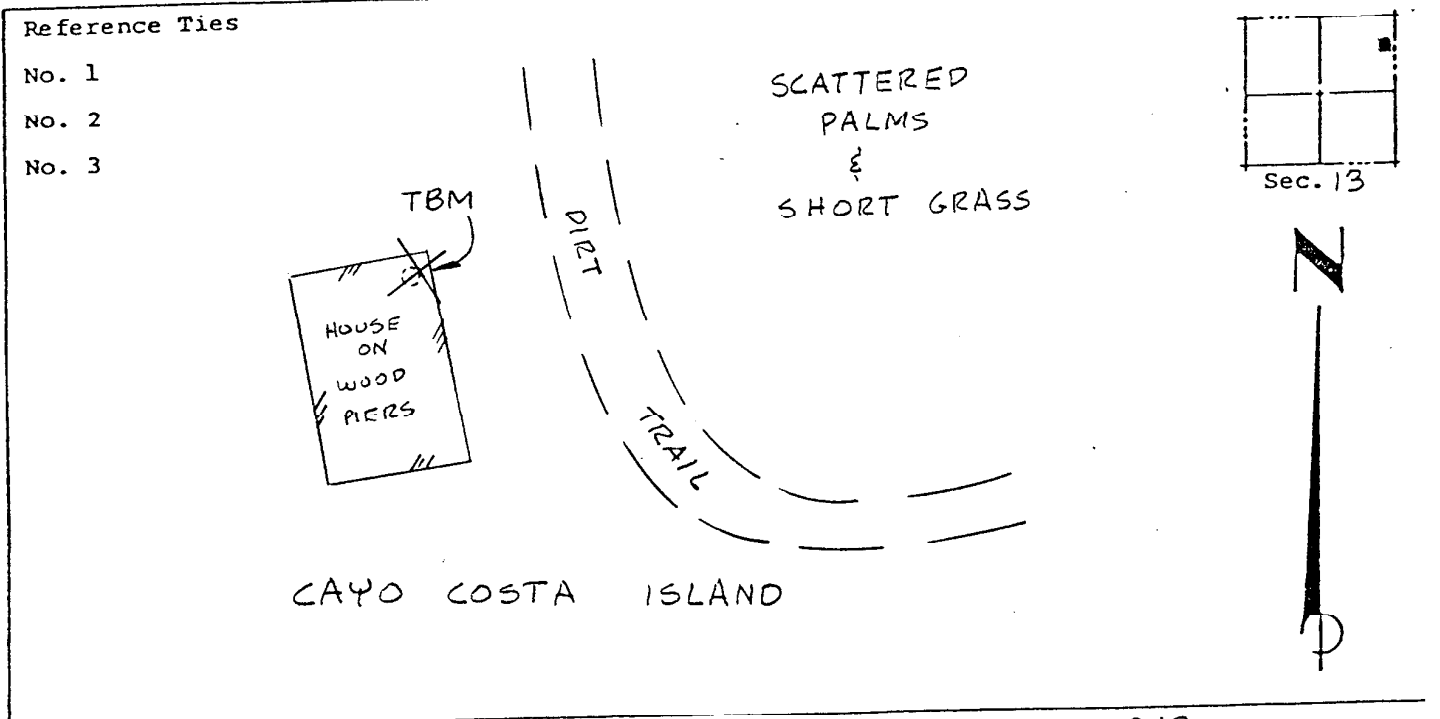 Reference Ties
No. 1
No. 2
No. 3
SCATTERED
PALMS
&
SHORT GRASS
Sec. 13
TBM
DIRT
N
HOUSE
ON
WOOD
PIERS
TRAIL
CAYO COSTA ISLAND